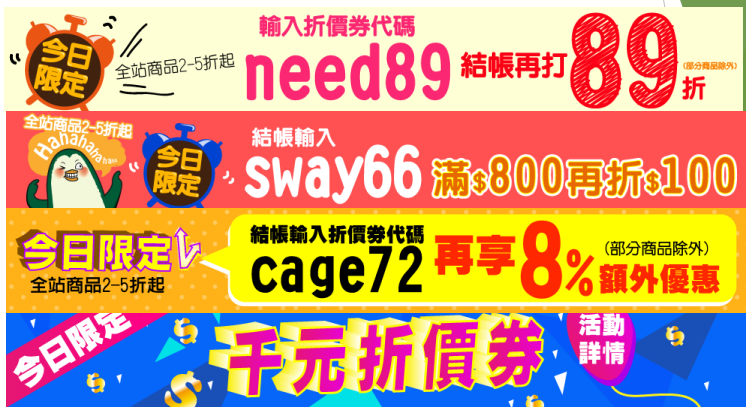 今日
限定
全站商品2-5折起
輸入折價券代碼
need89
結帳再打
89
折
(部分商品除外)
全站商品2-5折起
Hahahaha
haha
今日
限定
結帳輸入
sway66
滿$800再折$100
今日限定
全站商品2-5折起
結帳輸入折價券代碼
cage72
再享8%額外優惠
(部分商品除外)
今日限定
千元折價券
活動
詳情